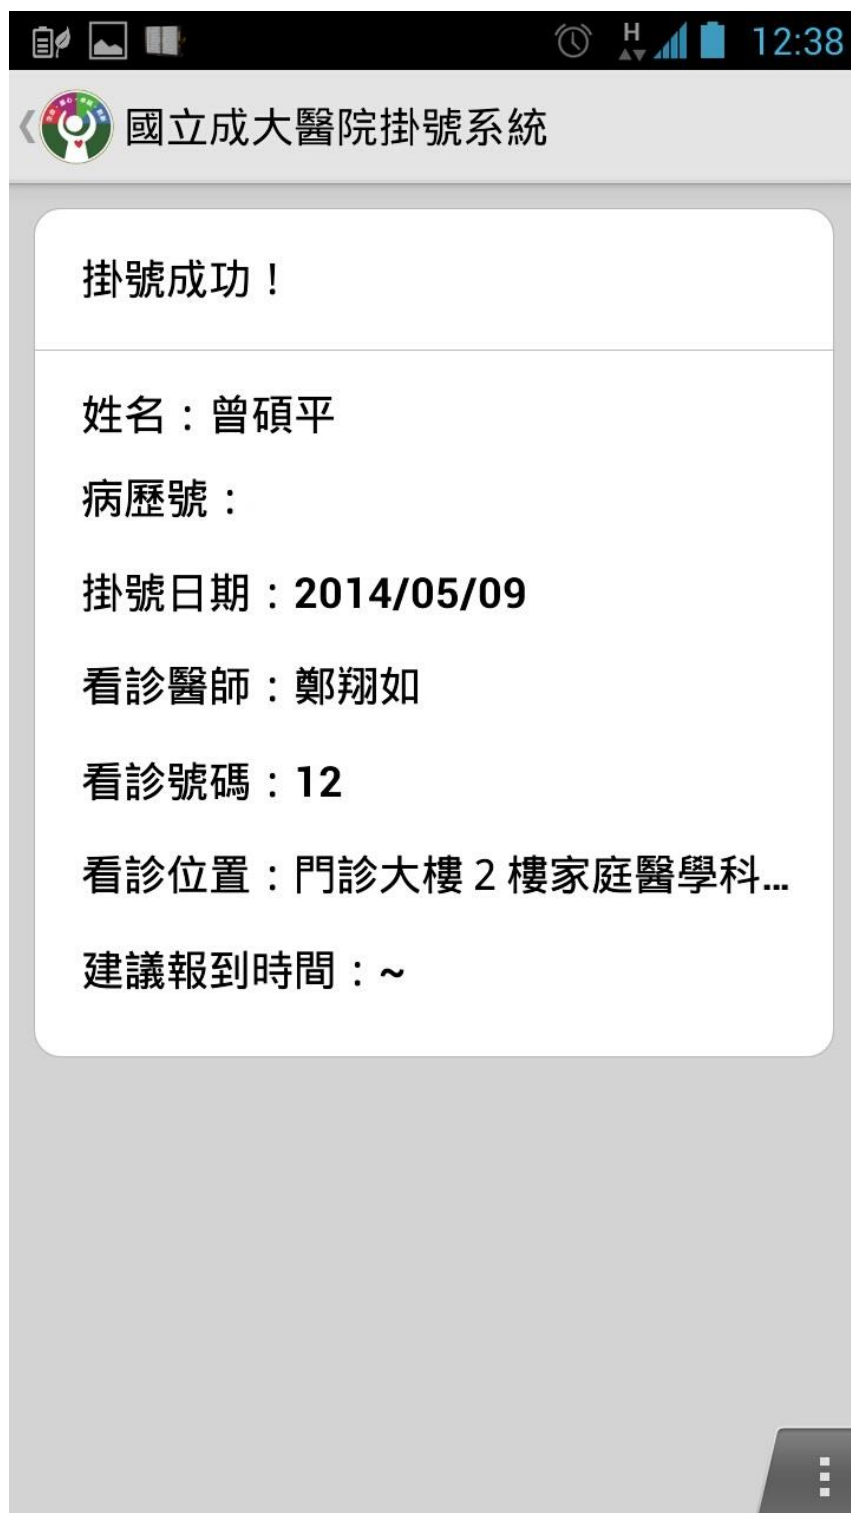 H
12:38
國立成大醫院掛號系統
掛號成功！
姓名：曾碩平
病歷號：
掛號日期：2014/05/09
看診醫師：鄭翔如
看診號碼：12
看診位置：門診大樓 2 樓家庭醫學科...
建議報到時間：~